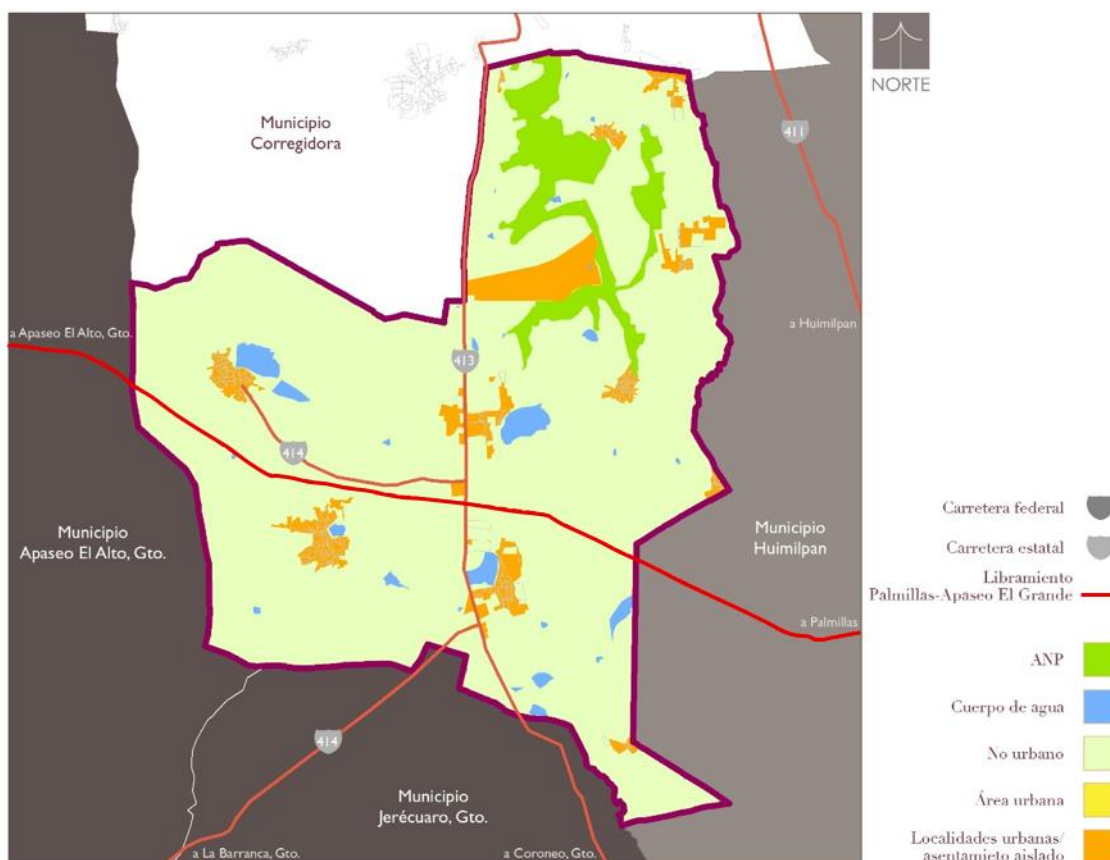 NORTE
411
Municipio
Corregidora
a Huimilpan
a Apaseo El Alto, Gto.
413
414
Municipio
Apaseo El Alto, Gto.
Municipio
Huimilpan
a Palmillas
414
Municipio
Jerécuaro, Gto.
a La Barranca, Gto.
a Coroneo, Gto.
Carretera federal
Carretera estatal
Libramiento
Palmillas-Apaseo El Grande
ANP
Cuerpo de agua
No urbano
Área urbana
Localidades urbanas/
asentamieto aislado